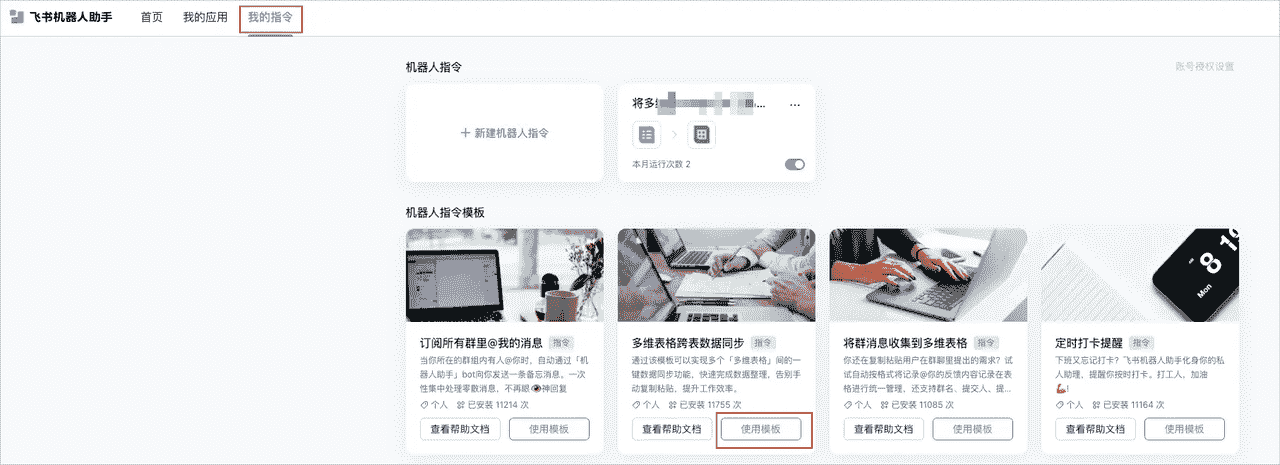 飞书机器人助手 首页 我的应用 我的指令
机器人指令 账号授权设置
+ 新建机器人指令
将多维 ...
本月运行次数 2
机器人指令模板
订阅所有群里@我的消息 指令
当你所在的群组内有人@你时，自动通过「机
器人助手」bot向你发送一条备忘消息，一次
性集中处理零散消息，不再眼👁神回复
个人 已安装 11214 次
查看帮助文档 使用模板
多维表格跨表数据同步 指令
通过该模板可以实现多个「多维表格」间的一
键数据同步功能，快速完成数据整理，告别手
动复制粘贴，提升工作效率。
个人 已安装 11755 次
查看帮助文档 使用模板
将群消息收集到多维表格 指令
你还在复制粘贴用户在群聊里提出的需求？试
试自动按格式将记录@你的反馈内容记录在表
格进行统一管理，还支持群名、提交人、提...
个人 已安装 11085 次
查看帮助文档 使用模板
8 10
Mon
定时打卡提醒 指令
下班又忘记打卡？飞书机器人助手化身你的私
人助理，提醒你按时打卡。打工人，加油
💪!
个人 已安装 11164 次
查看帮助文档 使用模板